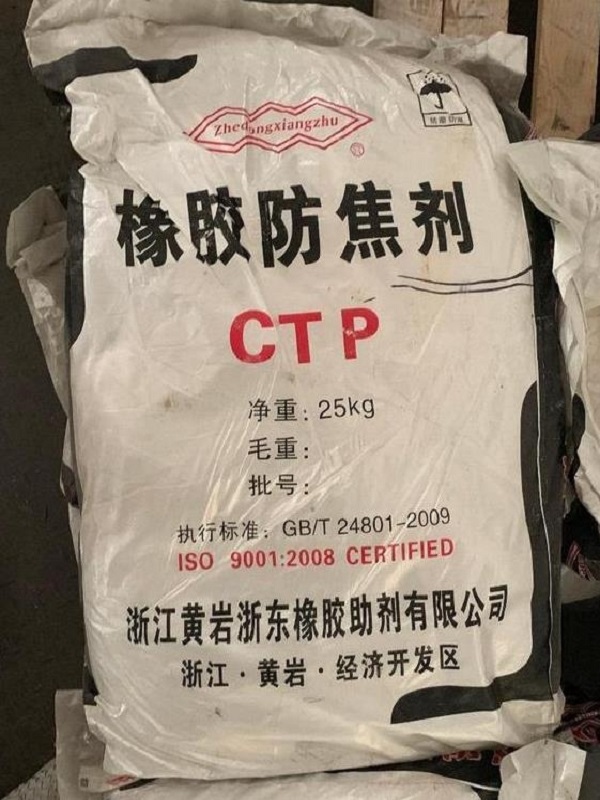 Zhedongxiangzhu
®
橡胶防焦剂
CTP
净重: 25kg
毛重:
批号:
执行标准: GB/T 24801-2009
ISO 9001:2008 CERTIFIED
浙江黄岩浙东橡胶助剂有限公司
浙江·黄岩·经济开发区